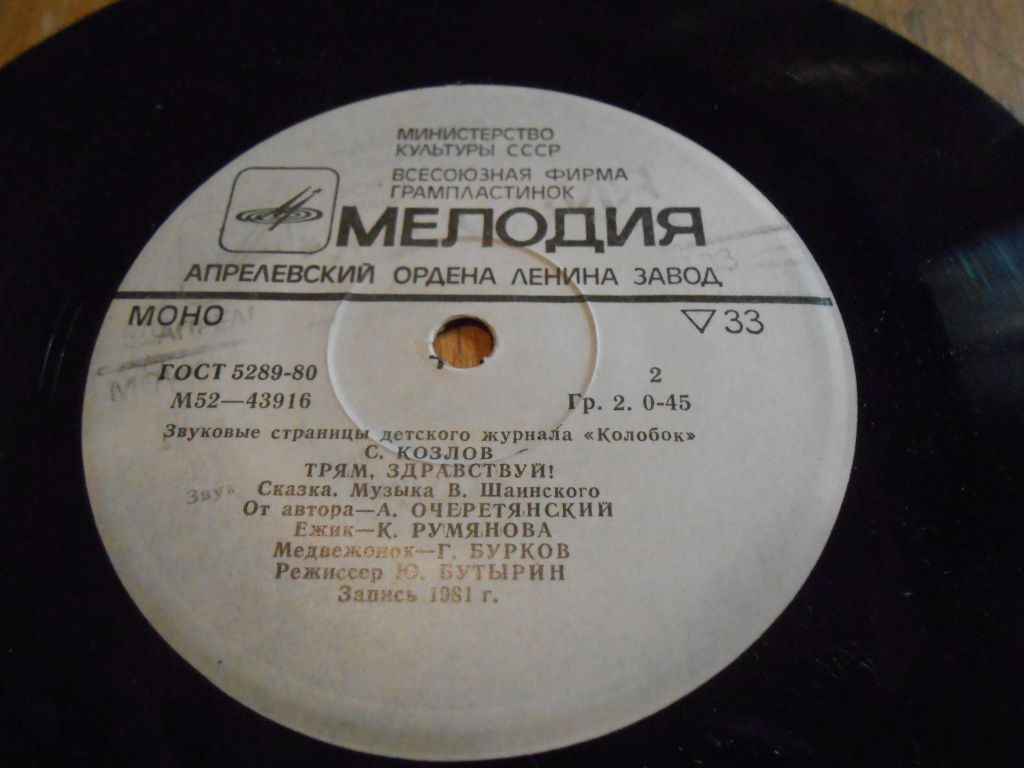 МИНИСТЕРСТВО
КУЛЬТУРЫ СССР
ВСЕСОЮЗНАЯ ФИРМА
ГРАМПЛАСТИНОК
МЕЛОДИЯ
АПРЕЛЕВСКИЙ ОРДЕНА ЛЕНИНА ЗАВОД
МОНО ▽33
ГОСТ 5289-80 2
М52—43916 Гр. 2. 0-45
Звуковые страницы детского журнала «Колобок»
С. КОЗЛОВ
ТРЯМ, ЗДРАВСТВУЙ!
Сказка. Музыка В. Шаинского
От автора—А. ОЧЕРЕТЯНСКИЙ
Ежик—К. РУМЯНОВА
Медвежонок—Г. БУРКОВ
Режиссер Ю. БУТЫРИН
Запись 1981 г.